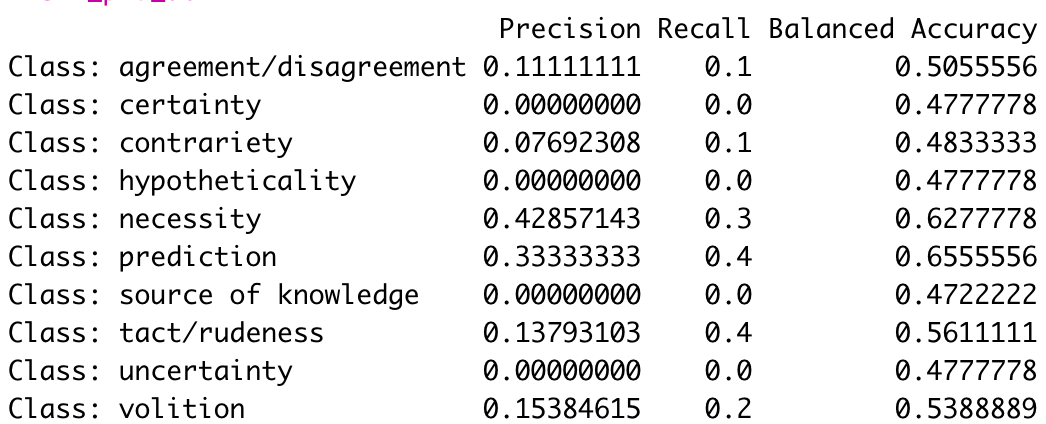 Precision Recall Balanced Accuracy
Class: agreement/disagreement 0.11111111 0.1 0.5055556
Class: certainty 0.00000000 0.0 0.4777778
Class: contrariety 0.07692308 0.1 0.4833333
Class: hypotheticality 0.00000000 0.0 0.4777778
Class: necessity 0.42857143 0.3 0.6277778
Class: prediction 0.33333333 0.4 0.6555556
Class: source of knowledge 0.00000000 0.0 0.4722222
Class: tact/rudeness 0.13793103 0.4 0.5611111
Class: uncertainty 0.00000000 0.0 0.4777778
Class: volition 0.15384615 0.2 0.5388889